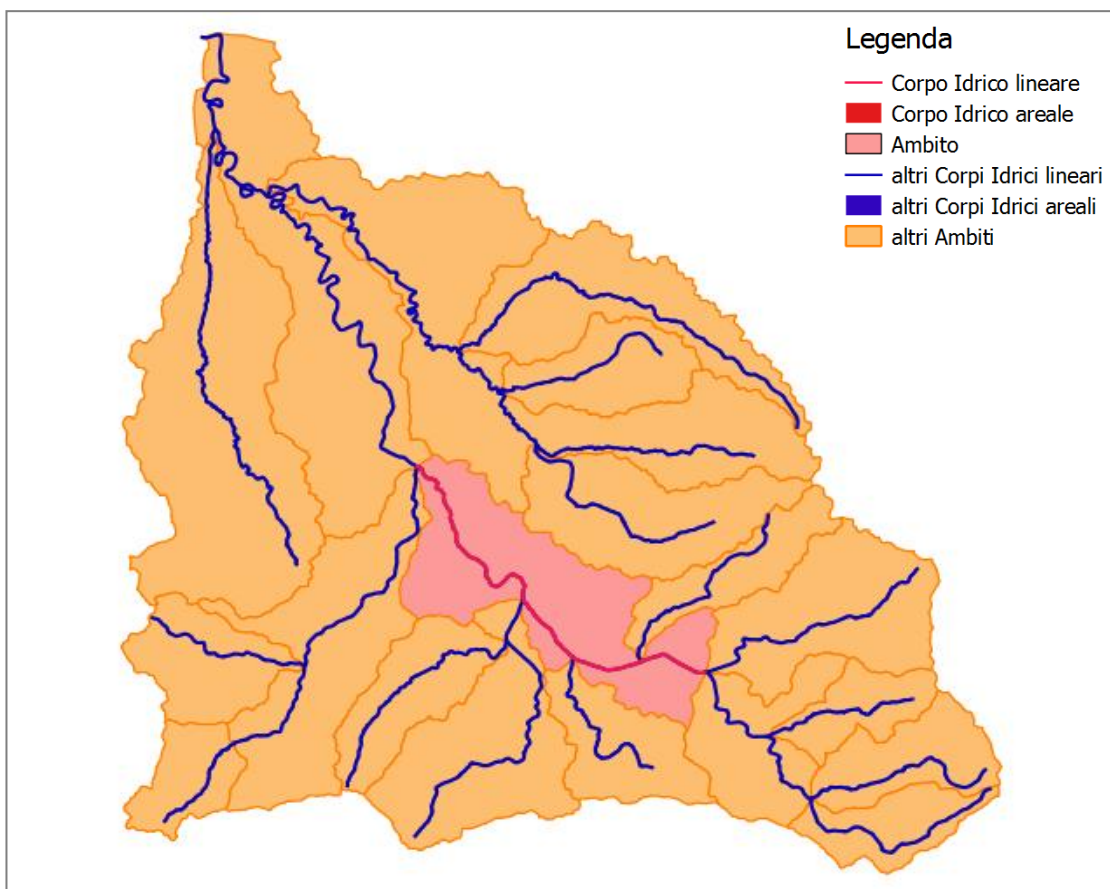 Legenda
Corpo Idrico lineare
Corpo Idrico areale
Ambito
altri Corpi Idrici lineari
altri Corpi Idrici areali
altri Ambiti